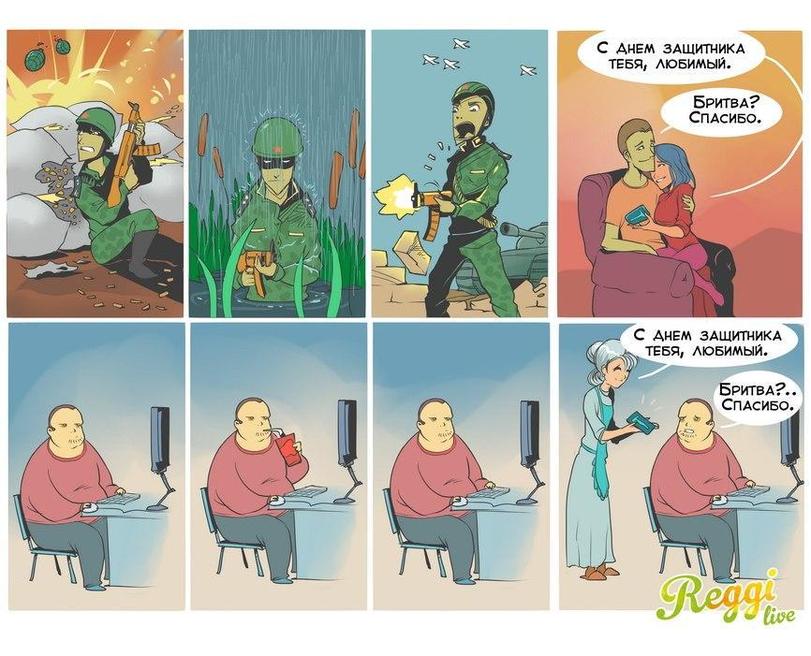 С ДНЕМ ЗАЩИТНИКА
ТЕБЯ, ЛЮБИМЫЙ.
БРИТВА?
СПАСИБО.
С ДНЕМ ЗАЩИТНИКА
ТЕБЯ, ЛЮБИМЫЙ.
БРИТВА?..
СПАСИБО.
Reggi
live